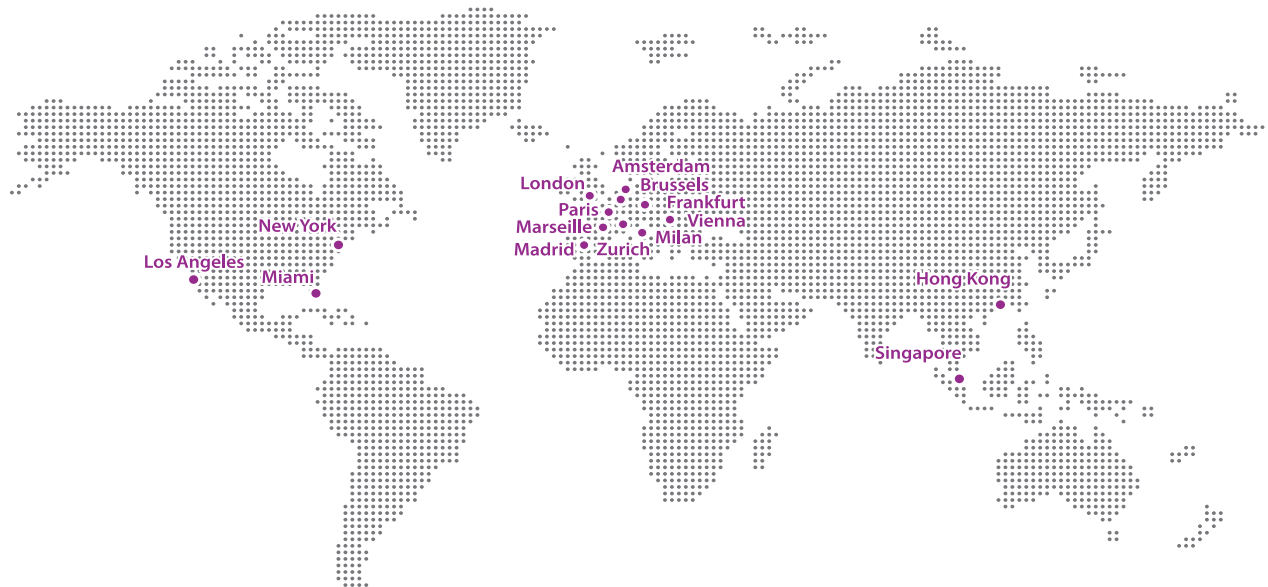 Amsterdam
London
Brussels
Paris
Frankfurt
Marseille
Vienna
New York
Madrid
Zurich
Milan
Los Angeles
Miami
Hong Kong
Singapore